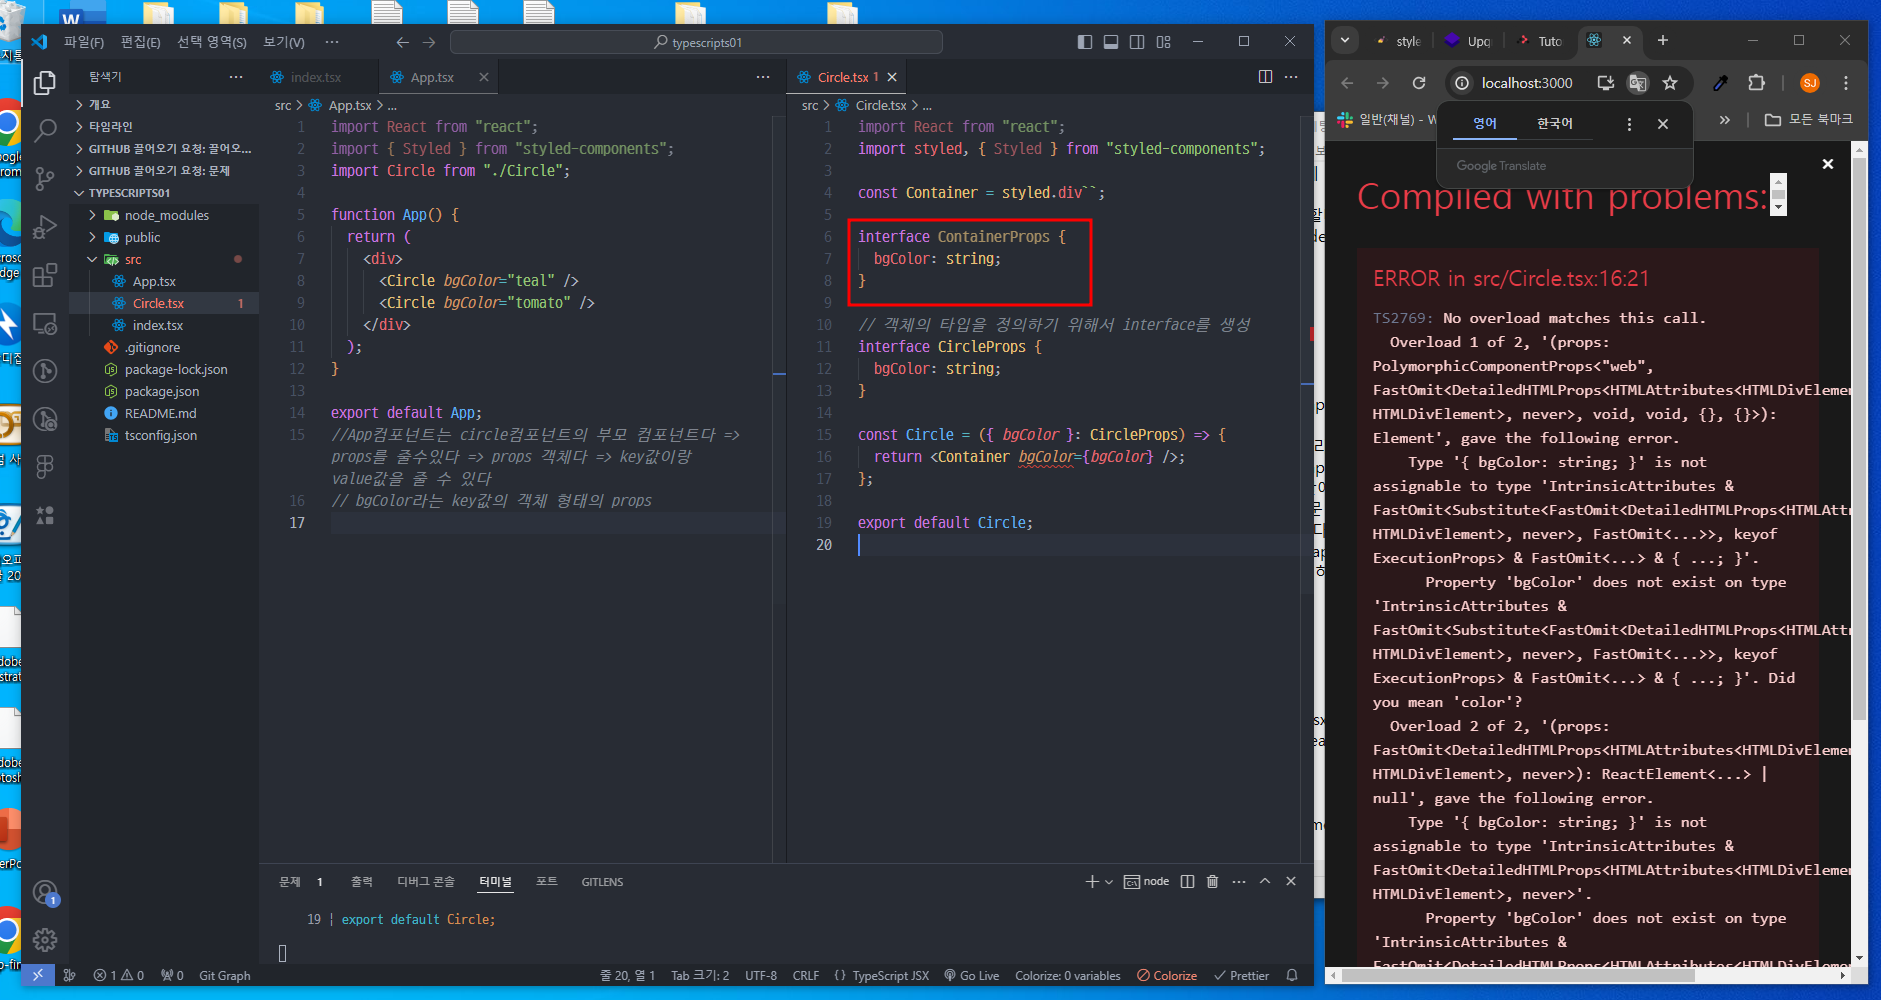 파일(F) 편집(E) 선택 영역(S) 보기(V) ···
typescripts01
탐색기
개요
타임라인
GITHUB 끌어오기 요청: 끌어오...
GITHUB 끌어오기 요청: 문제
TYPESCRIPTS01
node_modules
public
src
App.tsx
Circle.tsx 1
index.tsx
.gitignore
package-lock.json
package.json
README.md
tsconfig.json
index.tsx
App.tsx
src > App.tsx > ...
1 import React from "react";
2 import { Styled } from "styled-components";
3 import Circle from "./Circle";
4
5 function App() {
6 return (
7 <div>
8 <Circle bgColor="teal" />
9 <Circle bgColor="tomato" />
10 </div>
11 );
12 }
13
14 export default App;
15 //App컴포넌트는 circle컴포넌트의 부모 컴포넌트다 =>
props를 줄수있다 => props 객체다 => key값이랑
value값을 줄 수 있다
16 // bgColor라는 key값의 객체 형태의 props
17
Circle.tsx 1
src > Circle.tsx > ...
1 import React from "react";
2 import styled, { Styled } from "styled-components";
3
4 const Container = styled.div``;
5
6 interface ContainerProps {
7 bgColor: string;
8 }
9
10 // 객체의 타입을 정의하기 위해서 interface를 생성
11 interface CircleProps {
12 bgColor: string;
13 }
14
15 const Circle = ({ bgColor }: CircleProps) => {
16 return <Container bgColor={bgColor} />;
17 };
18
19 export default Circle;
20
문제 1 출력 디버그 콘솔 터미널 포트 GITLENS
node
19 | export default Circle;
1
1 0 0 Git Graph
줄 20, 열 1 Tab 크기: 2 UTF-8 CRLF {} TypeScript JSX Go Live Colorize: 0 variables Colorize Prettier
style Upq Tuto
localhost:3000
SJ
일반(채널) - W
모든 북마크
영어 한국어
Google Translate
Compiled with problems:
ERROR in src/Circle.tsx:16:21
TS2769: No overload matches this call.
Overload 1 of 2, '(props:
PolymorphicComponentProps<"web",
FastOmit<DetailedHTMLProps<HTMLAttributes<HTMLDivElemen
HTMLDivElement>, never>, void, void, {}, {}>):
Element', gave the following error.
Type '{ bgColor: string; }' is not
assignable to type 'IntrinsicAttributes &
FastOmit<Substitute<FastOmit<DetailedHTMLProps<HTMLAttr
HTMLDivElement>, never>, FastOmit<...>>, keyof
ExecutionProps> & FastOmit<...> & { ...; }'.
Property 'bgColor' does not exist on type
'IntrinsicAttributes &
FastOmit<Substitute<FastOmit<DetailedHTMLProps<HTMLAttr
HTMLDivElement>, never>, FastOmit<...>>, keyof
ExecutionProps> & FastOmit<...> & { ...; }'. Did
you mean 'color'?
Overload 2 of 2, '(props:
FastOmit<DetailedHTMLProps<HTMLAttributes<HTMLDivElemen
HTMLDivElement>, never>): ReactElement<...> |
null', gave the following error.
Type '{ bgColor: string; }' is not
assignable to type 'IntrinsicAttributes &
FastOmit<DetailedHTMLProps<HTMLAttributes<HTMLDivElemen
HTMLDivElement>, never>'.
Property 'bgColor' does not exist on type
'IntrinsicAttributes &
FastOmit<DetailedHTMLProps<HTMLAttributes<HTMLDivElemen